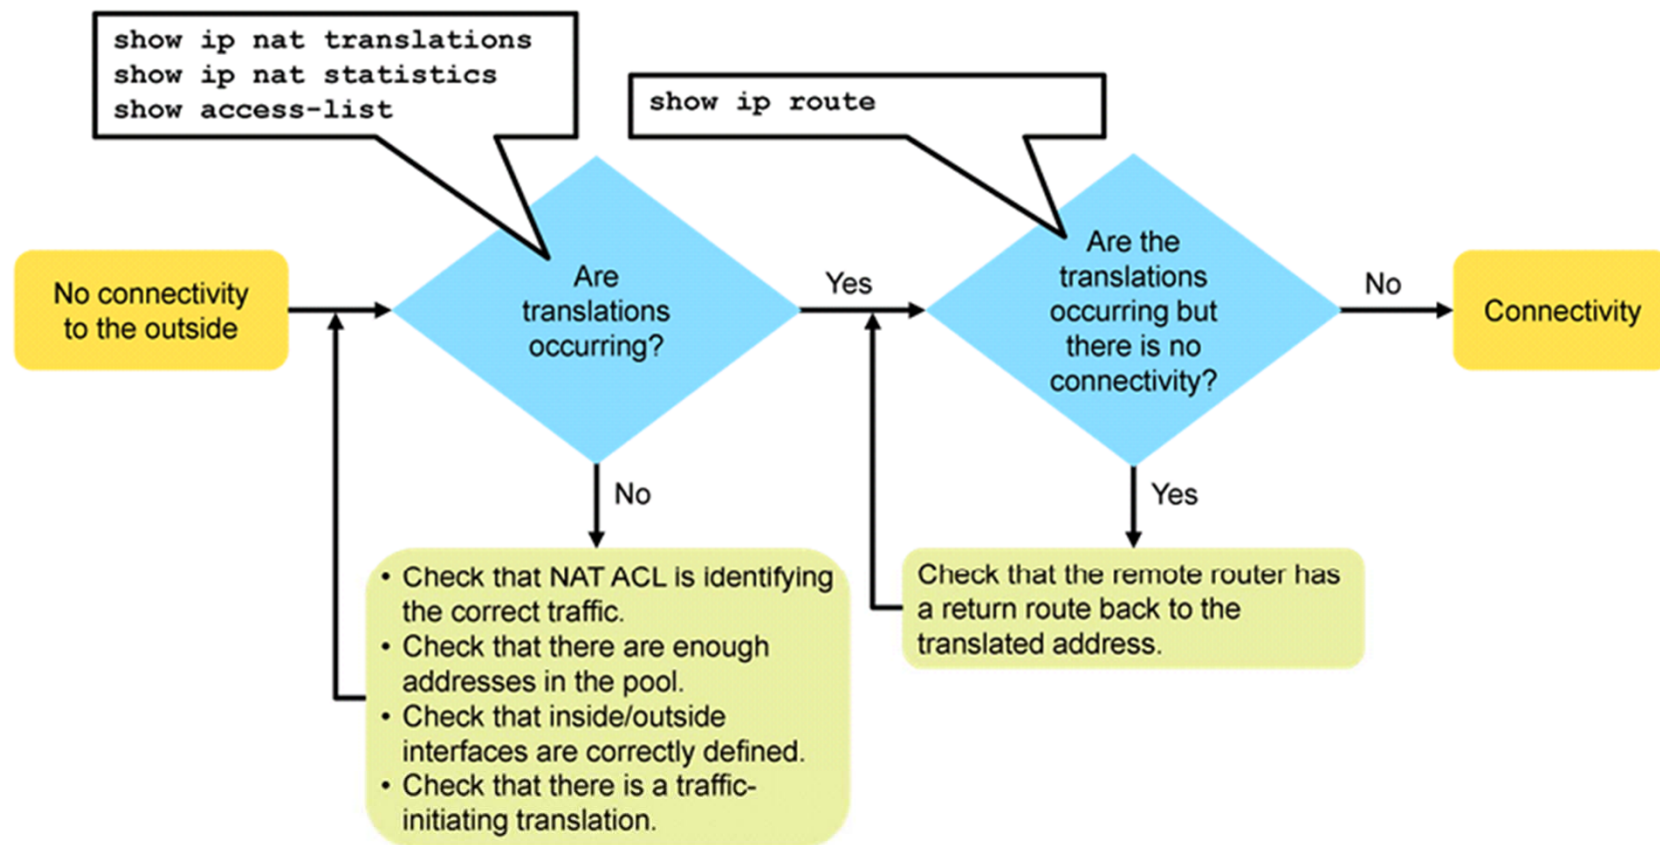 show ip nat translations
show ip nat statistics
show access-list
show ip route
No connectivity
to the outside
Are
translations
occurring?
Yes
Are the
translations
occurring but
there is no
connectivity?
No
Connectivity
No
Yes
• Check that NAT ACL is identifying
the correct traffic.
• Check that there are enough
addresses in the pool.
• Check that inside/outside
interfaces are correctly defined.
• Check that there is a traffic-
initiating translation.
Check that the remote router has
a return route back to the
translated address.